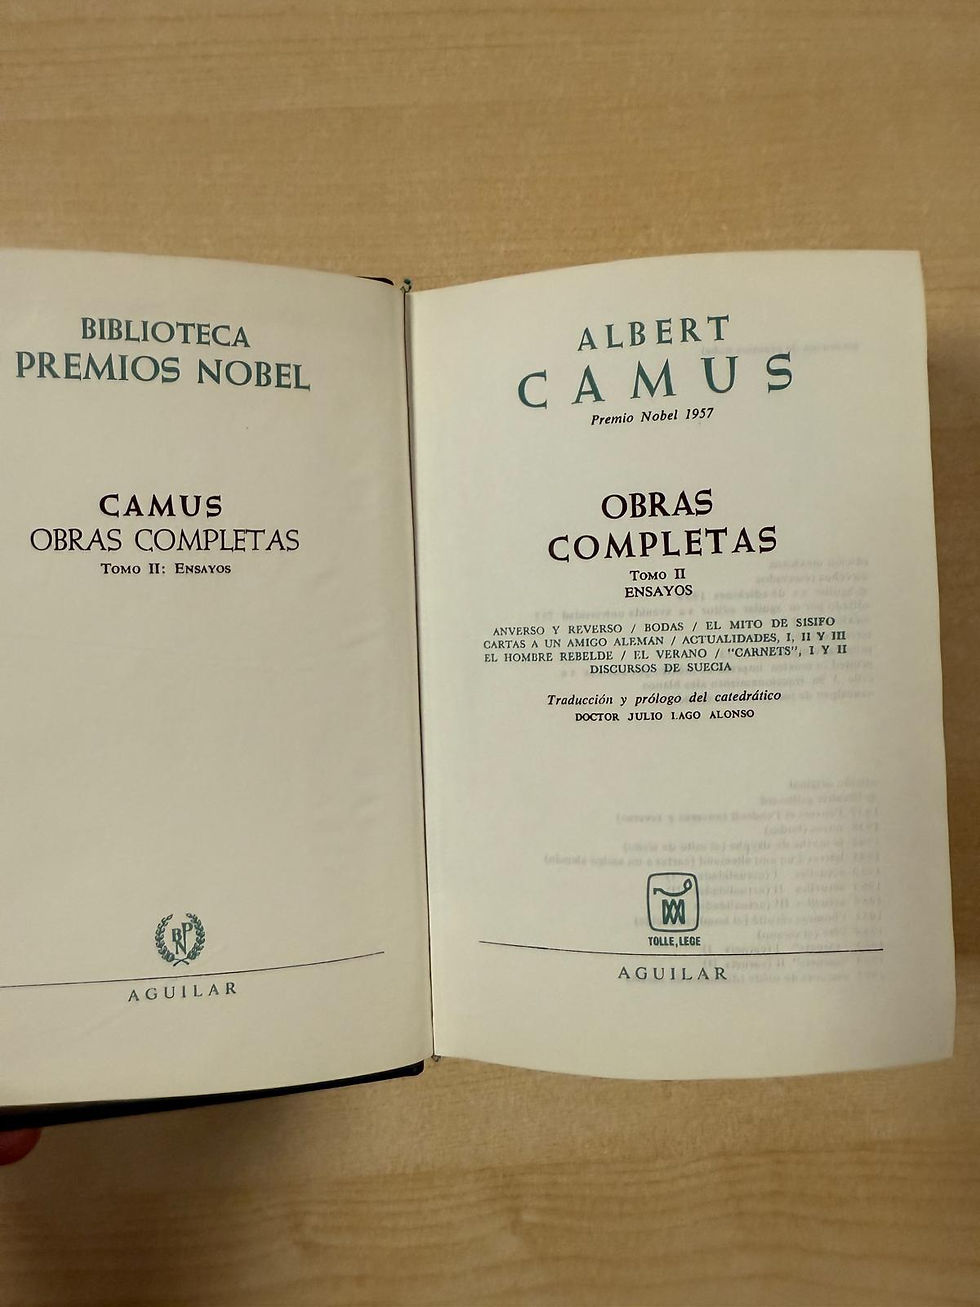 BIBLIOTECA
PREMIOS NOBEL
CAMUS
OBRAS COMPLETAS
Tomo II: Ensayos
BPN
AGUILAR
ALBERT
CAMUS
Premio Nobel 1957
OBRAS
COMPLETAS
Tomo II
ENSAYOS
ANVERSO Y REVERSO / BODAS / EL MITO DE SISIFO
CARTAS A UN AMIGO ALEMAN / ACTUALIDADES, I, II Y III
EL HOMBRE REBELDE / EL VERANO / "CARNETS", I Y II
DISCURSOS DE SUECIA
Traducción y prólogo del catedrático
DOCTOR JULIO LAGO ALONSO
TOLLE, LEGE
AGUILAR